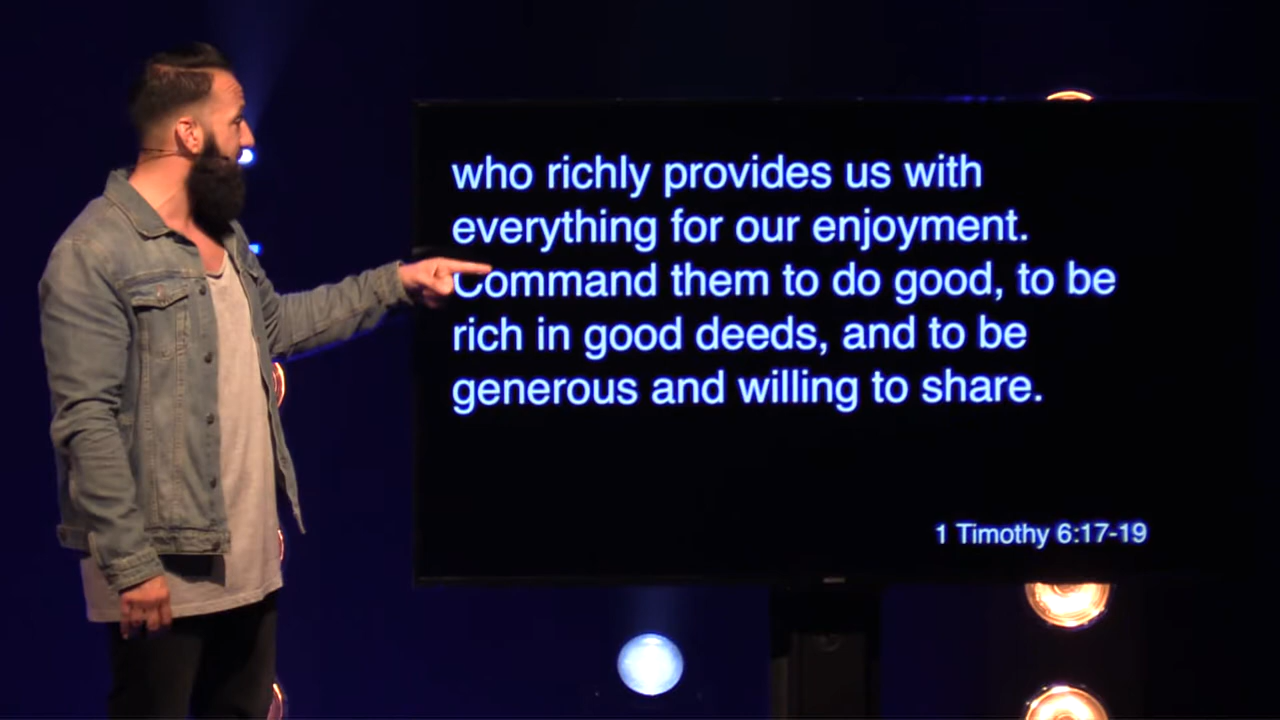 who richly provides us with
everything for our enjoyment.
Command them to do good, to be
rich in good deeds, and to be
generous and willing to share.
1 Timothy 6:17-19